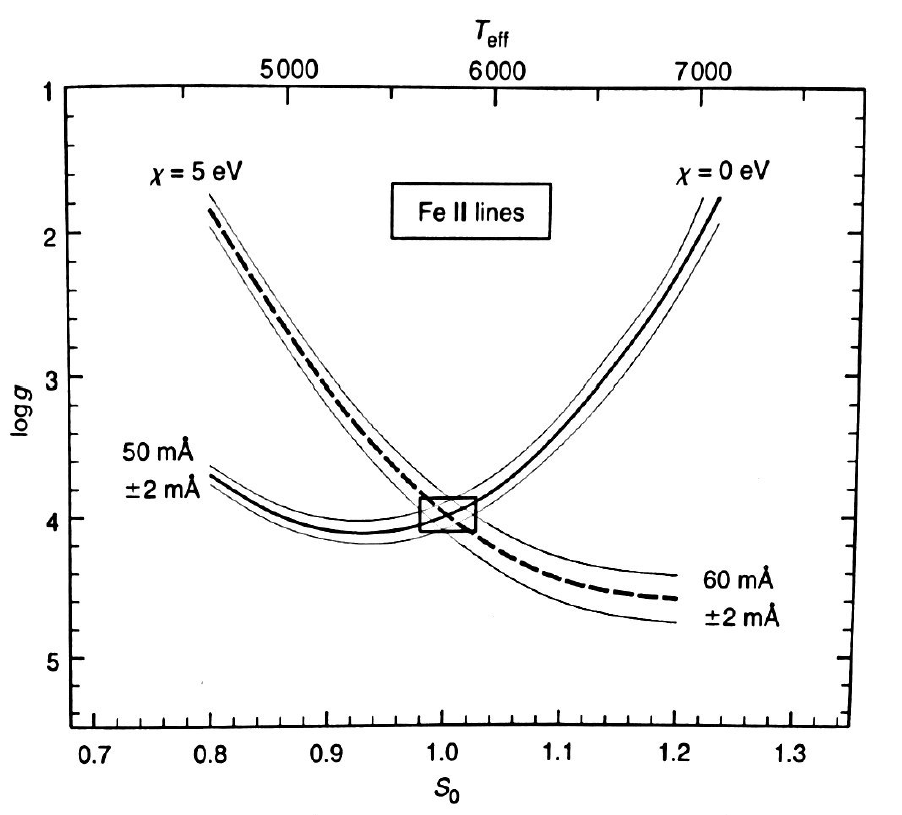 T_eff
5000 6000 7000
1
χ = 5 eV
χ = 0 eV
Fe II lines
2
3
log g
50 mÅ
±2 mÅ
4
60 mÅ
±2 mÅ
5
0.7 0.8 0.9 1.0 1.1 1.2 1.3
S₀